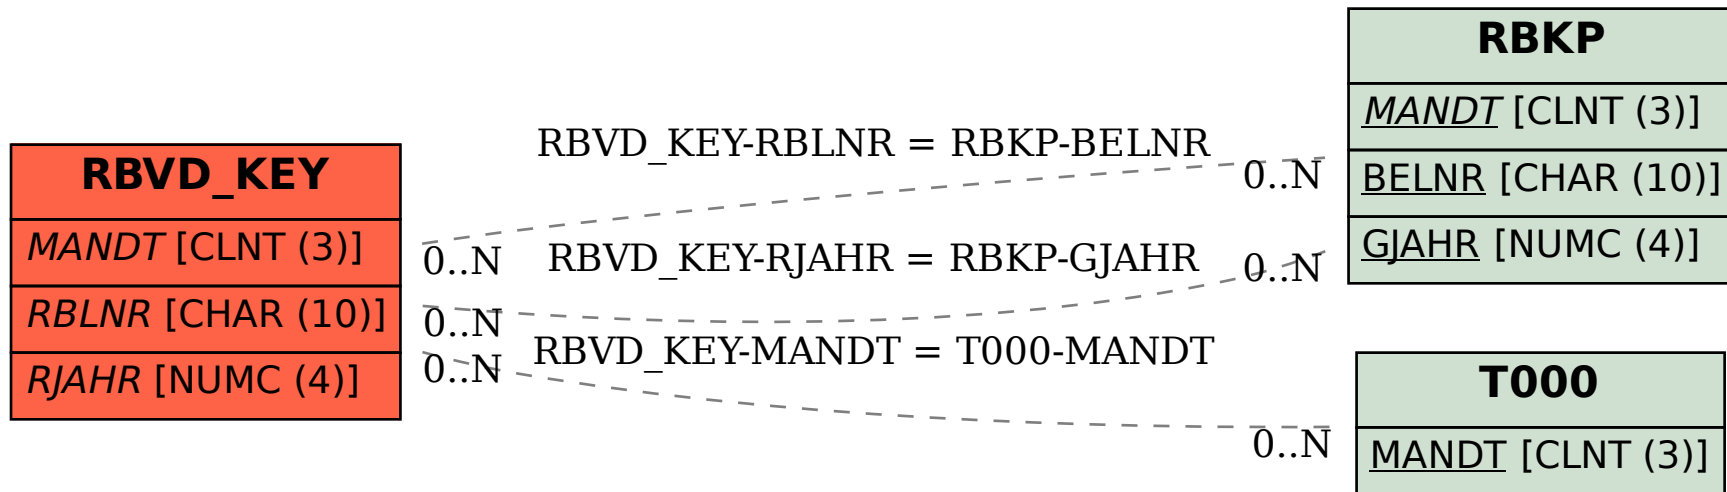 RBVD_KEY
MANDT [CLNT (3)]
RBLNR [CHAR (10)]
RJAHR [NUMC (4)]
RBVD_KEY-RBLNR = RBKP-BELNR
0..N
0..N
RBVD_KEY-RJAHR = RBKP-GJAHR
0..N
0..N
RBVD_KEY-MANDT = T000-MANDT
0..N
0..N
RBKP
MANDT [CLNT (3)]
BELNR [CHAR (10)]
GJAHR [NUMC (4)]
T000
MANDT [CLNT (3)]